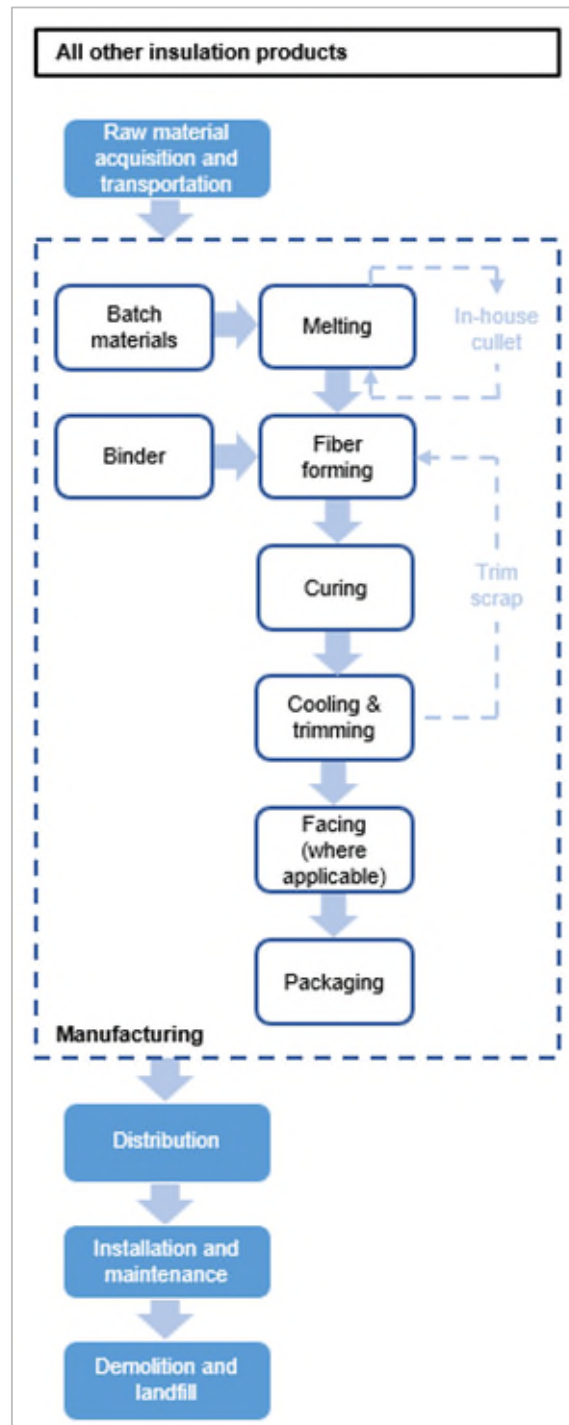 All other insulation products
Raw material
acquisition and
transportation
Batch
materials
Melting
In-house
cullet
Binder
Fiber
forming
Curing
Trim
scrap
Cooling &
trimming
Facing
(where
applicable)
Packaging
Manufacturing
Distribution
Installation and
maintenance
Demolition and
landfill